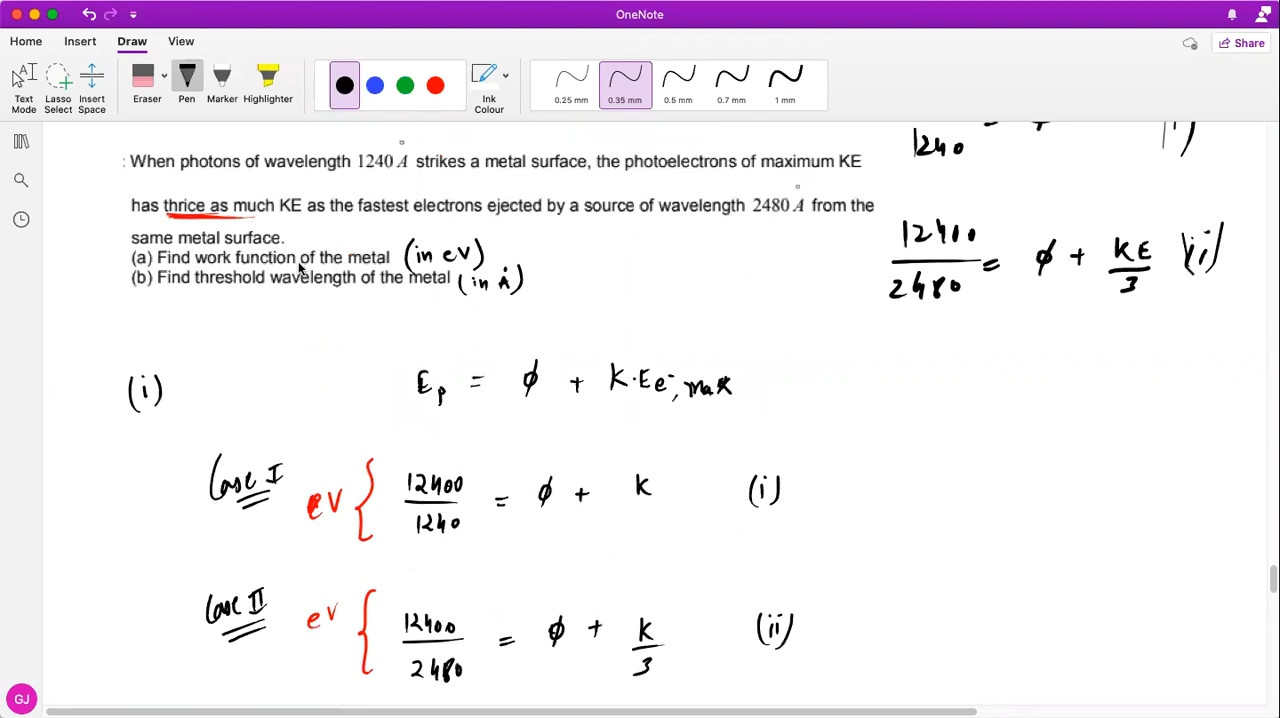 OneNote
Home Insert Draw View
Share
Text Mode
Lasso Select
Insert Space
Eraser
Pen
Marker
Highlighter
Ink Colour
0.25 mm
0.35 mm
0.5 mm
0.7 mm
1 mm
1240
: When photons of wavelength 1240 Å strikes a metal surface, the photoelectrons of maximum KE
has thrice as much KE as the fastest electrons ejected by a source of wavelength 2480 Å from the
same metal surface.
(a) Find work function of the metal (in eV)
(b) Find threshold wavelength of the metal (in Å)
12400/2480 = ϕ + KE/3 (ii)
(i) Ep = ϕ + K.E e-, max
Case I eV { 12400/1240 = ϕ + K (i)
Case II eV { 12400/2480 = ϕ + K/3 (ii)
GJ